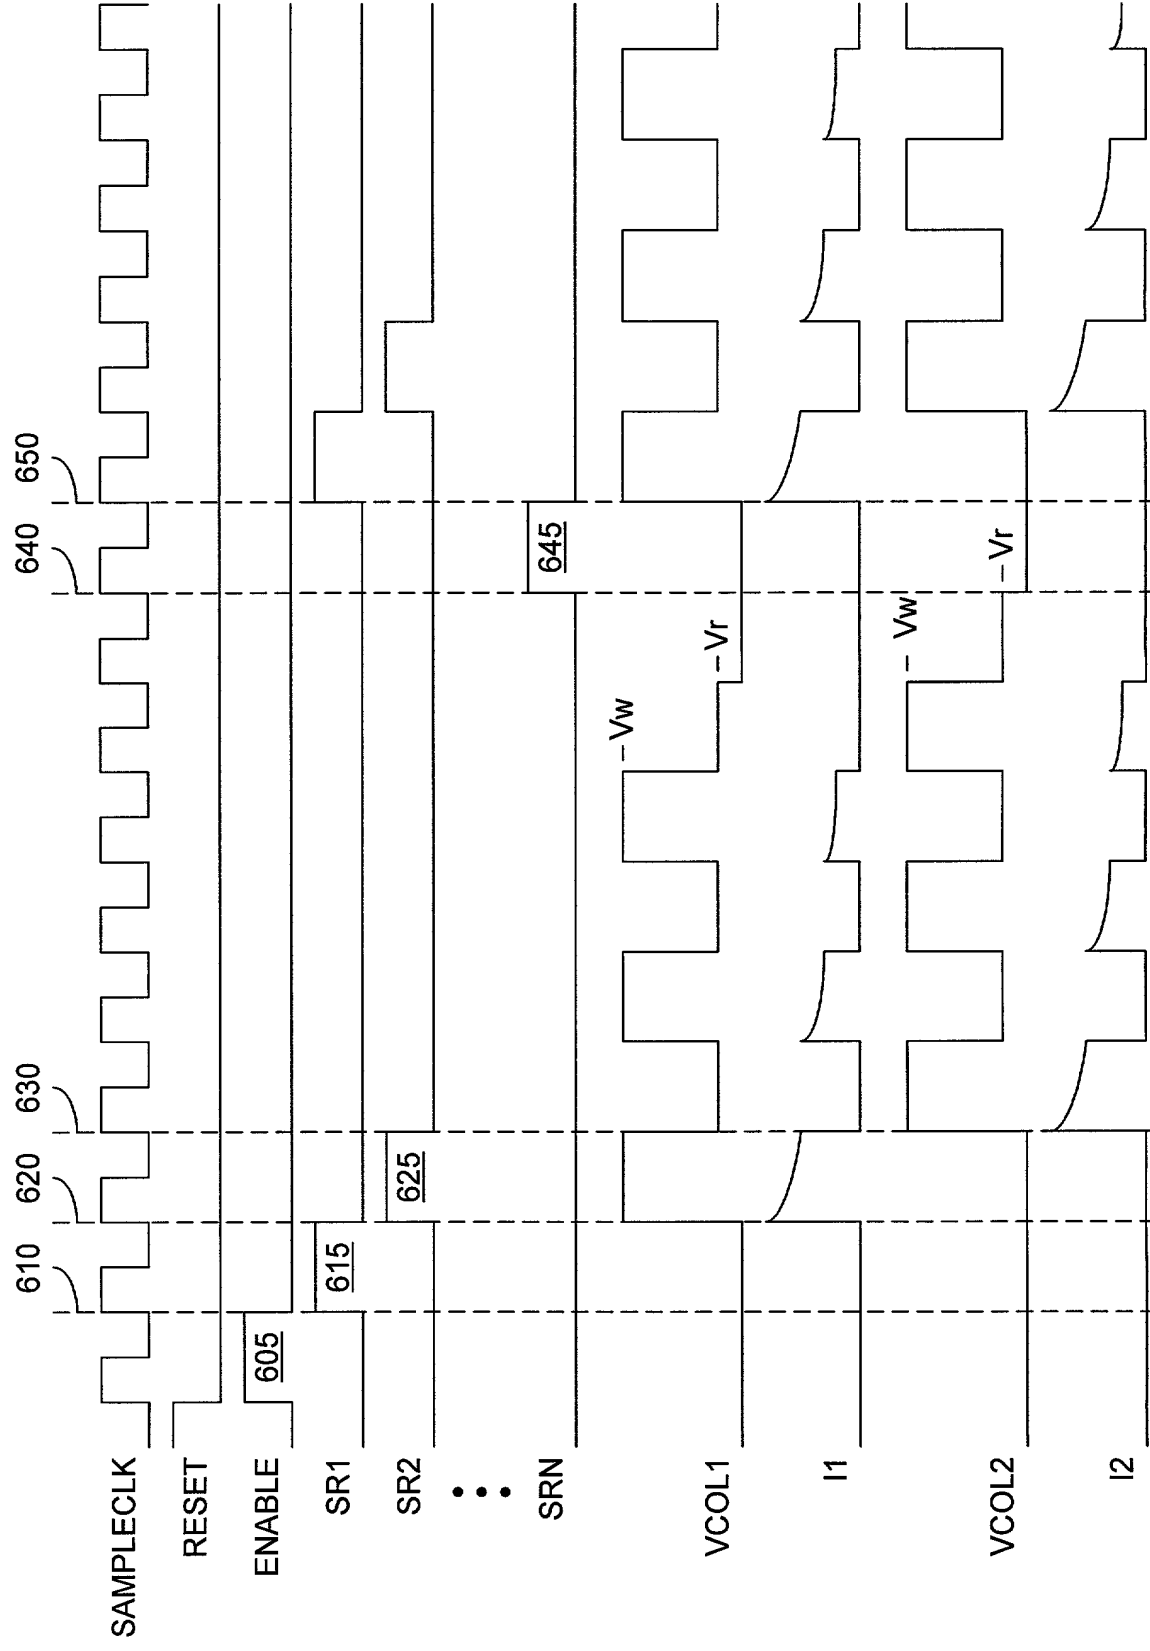 610
620
630
640
650
SAMPLECLK
RESET
ENABLE
605
SR1
615
SR2
625
SRN
645
VCOL1
Vw
Vr
I1
VCOL2
Vw
Vr
I2